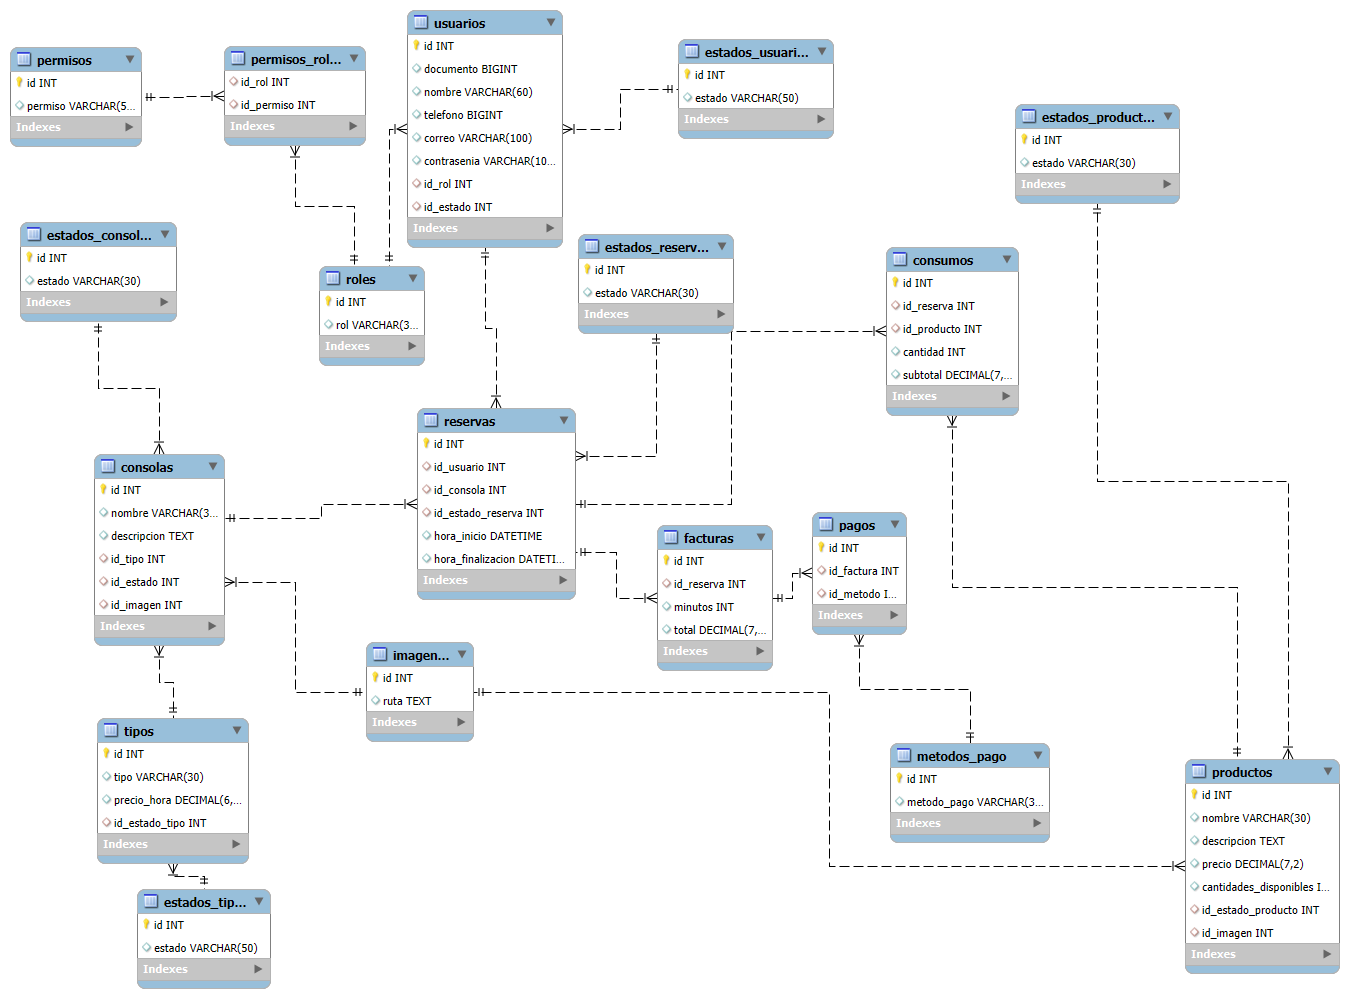 permisos
id INT
permiso VARCHAR(5...
Indexes
permisos_rol...
id_rol INT
id_permiso INT
Indexes
usuarios
id INT
documento BIGINT
nombre VARCHAR(60)
telefono BIGINT
correo VARCHAR(100)
contrasenia VARCHAR(10...
id_rol INT
id_estado INT
Indexes
estados_usuari...
id INT
estado VARCHAR(50)
Indexes
estados_product...
id INT
estado VARCHAR(30)
Indexes
estados_consol...
id INT
estado VARCHAR(30)
Indexes
roles
id INT
rol VARCHAR(3...
Indexes
estados_reserv...
id INT
estado VARCHAR(30)
Indexes
consumos
id INT
id_reserva INT
id_producto INT
cantidad INT
subtotal DECIMAL(7,...
Indexes
consolas
id INT
nombre VARCHAR(3...
descripcion TEXT
id_tipo INT
id_estado INT
id_imagen INT
Indexes
reservas
id INT
id_usuario INT
id_consola INT
id_estado_reserva INT
hora_inicio DATETIME
hora_finalizacion DATETI...
Indexes
facturas
id INT
id_reserva INT
minutos INT
total DECIMAL(7,...
Indexes
pagos
id INT
id_factura INT
id_metodo I...
Indexes
imagen...
id INT
ruta TEXT
Indexes
tipos
id INT
tipo VARCHAR(30)
precio_hora DECIMAL(6,...
id_estado_tipo INT
Indexes
metodos_pago
id INT
metodo_pago VARCHAR(3...
Indexes
productos
id INT
nombre VARCHAR(30)
descripcion TEXT
precio DECIMAL(7,2)
cantidades_disponibles I...
id_estado_producto INT
id_imagen INT
Indexes
estados_tip...
id INT
estado VARCHAR(50)
Indexes